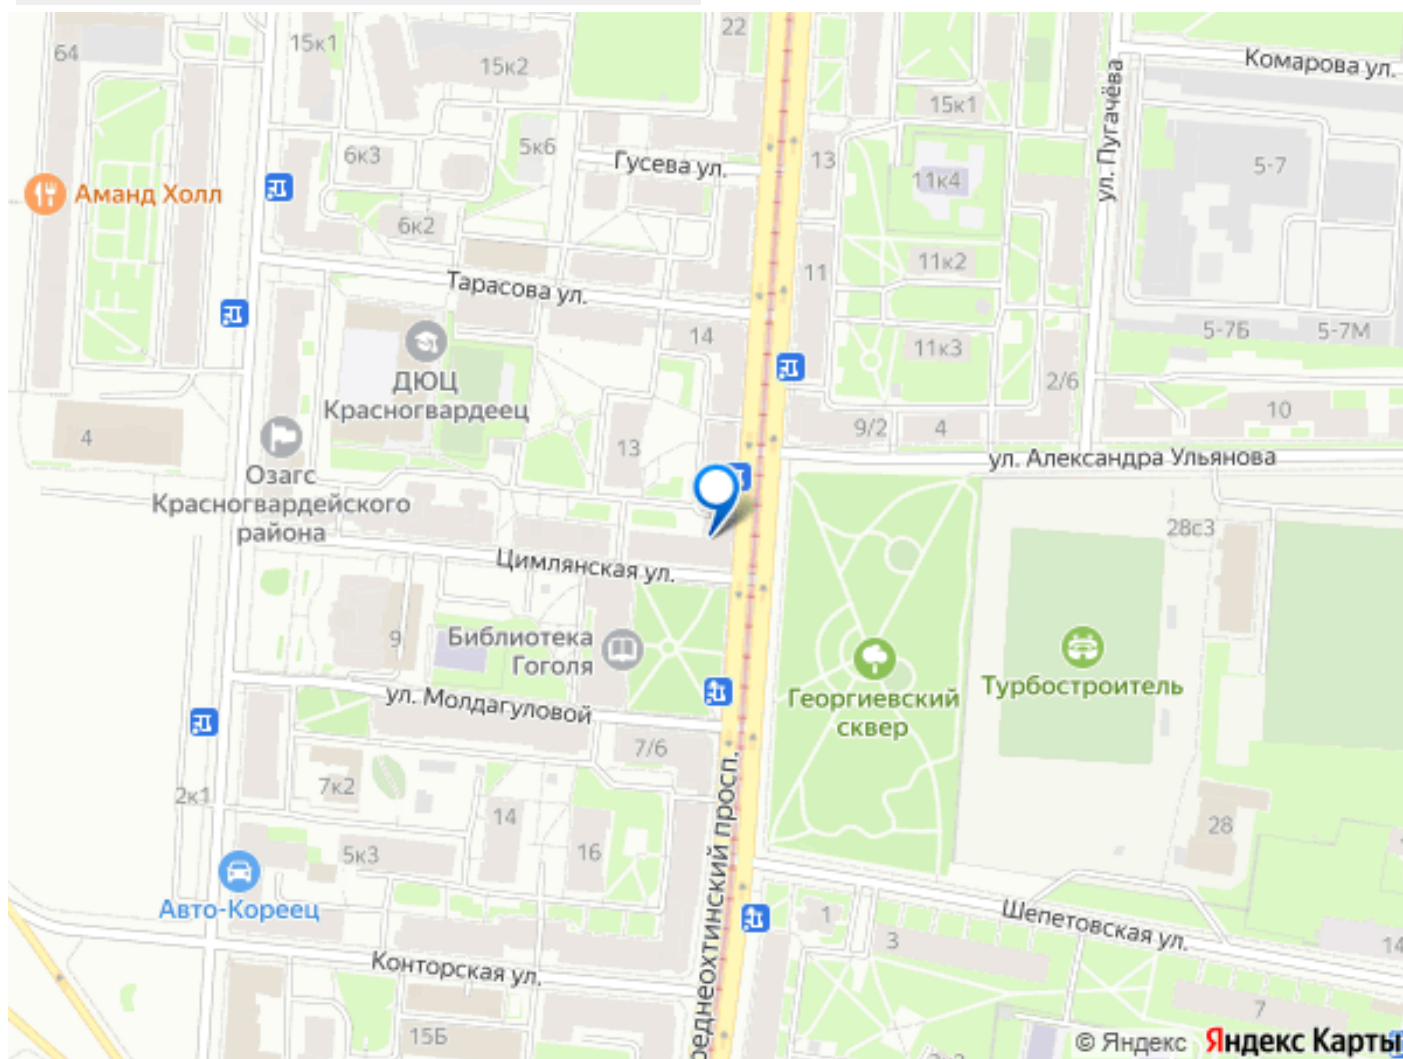 22
64
15к1
15к2
Комарова ул.
15к1
ул. Пугачёва
5к6
6к3
Гусева ул.
13
5-7
11к4
Аманд Холл
6к2
11к2
11
Тарасова ул.
14
5-7Б
5-7М
11к3
ДЮЦ
Красногвардеец
2/6
10
9/2
4
4
13
ул. Александра Ульянова
Озагс
Красногвардейского
района
28с3
Цимлянская ул.
9
Библиотека
Гоголя
Георгиевский
сквер
Турбостроитель
ул. Молдагуловой
7/6
7к2
2к1
14
16
5к3
28
Авто-Кореец
реднеохтинский просп.
1
3
Шепетовская ул.
14
Конторская ул.
15Б
7
© Яндекс Яндекс Карты